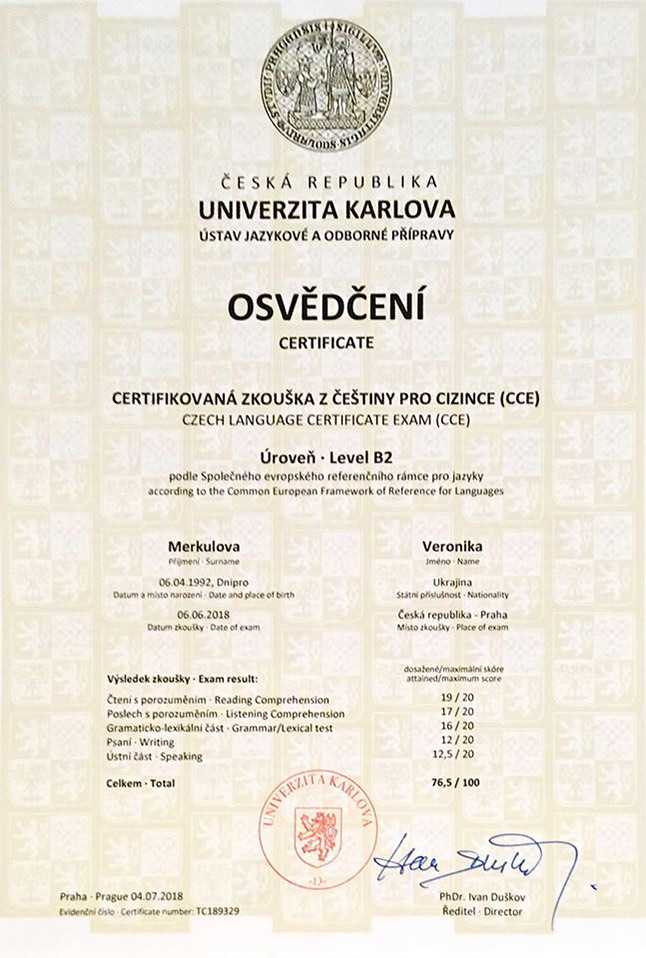 SIGILLVM · VNIVERSITATIS · SCOLARIVM · STVDII · PRAGENSIS
ČESKÁ REPUBLIKA
UNIVERZITA KARLOVA
ÚSTAV JAZYKOVÉ A ODBORNÉ PŘÍPRAVY
OSVĚDČENÍ
CERTIFICATE
CERTIFIKOVANÁ ZKOUŠKA Z ČEŠTINY PRO CIZINCE (CCE)
CZECH LANGUAGE CERTIFICATE EXAM (CCE)
Úroveň · Level B2
podle Společného evropského referenčního rámce pro jazyky
according to the Common European Framework of Reference for Languages
Merkulova Veronika
Příjmení · Surname Jméno · Name
06.04.1992, Dnipro Ukrajina
Datum a místo narození · Date and place of birth Státní příslušnost · Nationality
06.06.2018 Česká republika - Praha
Datum zkoušky · Date of exam Místo zkoušky · Place of exam
dosažené/maximální skóre
Výsledek zkoušky · Exam result: attained/maximum score
Čtení s porozuměním · Reading Comprehension 19 / 20
Poslech s porozuměním · Listening Comprehension 17 / 20
Gramaticko-lexikální část · Grammar/Lexical test 16 / 20
Psaní · Writing 12 / 20
Ústní část · Speaking 12,5 / 20
Celkem · Total 76,5 / 100
UNIVERZITA KARLOVA
-13-
Praha · Prague 04.07.2018 PhDr. Ivan Duškov
Evidenční číslo · Certificate number: TC189329 Ředitel · Director